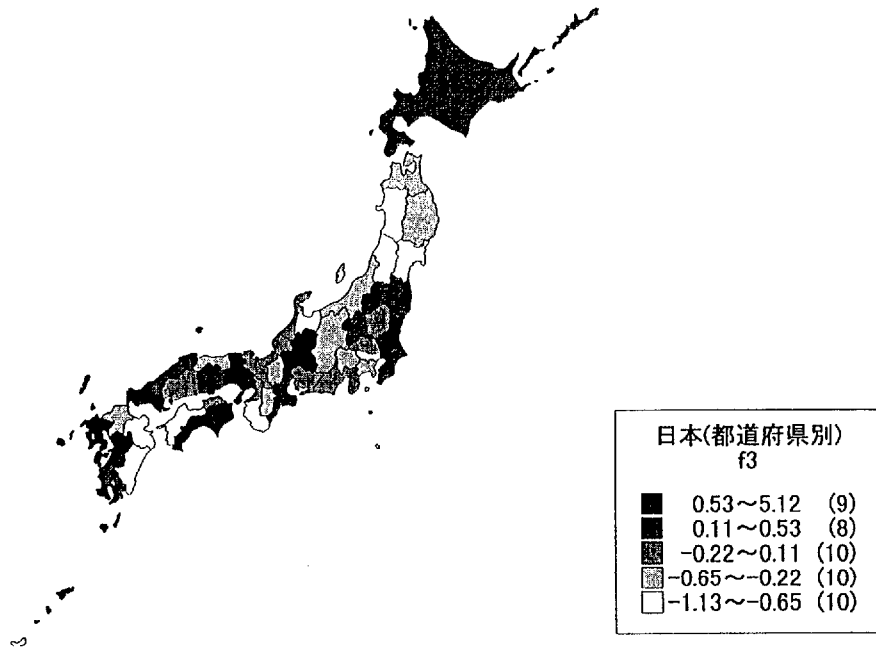 日本(都道府県別)
f3
0.53～5.12 (9)
0.11～0.53 (8)
-0.22～0.11 (10)
-0.65～-0.22 (10)
-1.13～-0.65 (10)